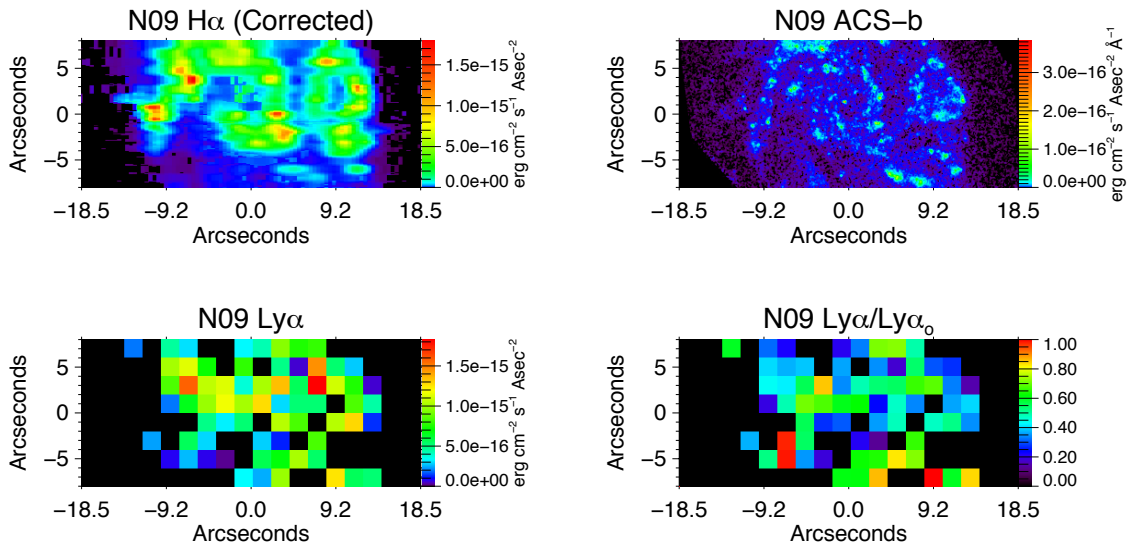 N09 Hα (Corrected)
Arcseconds
5
0
−5
−18.5 −9.2 0.0 9.2 18.5
Arcseconds
1.5e−15
1.0e−15
5.0e−16
0.0e+00
erg cm⁻² s⁻¹ Asec⁻²
N09 ACS−b
Arcseconds
5
0
−5
−18.5 −9.2 0.0 9.2 18.5
Arcseconds
3.0e−16
2.0e−16
1.0e−16
0.0e+00
erg cm⁻² s⁻¹ Asec⁻² Å⁻¹
N09 Lyα
Arcseconds
5
0
−5
−18.5 −9.2 0.0 9.2 18.5
Arcseconds
1.5e−15
1.0e−15
5.0e−16
0.0e+00
erg cm⁻² s⁻¹ Asec⁻²
N09 Lyα/Lyαₒ
Arcseconds
5
0
−5
−18.5 −9.2 0.0 9.2 18.5
Arcseconds
1.00
0.80
0.60
0.40
0.20
0.00